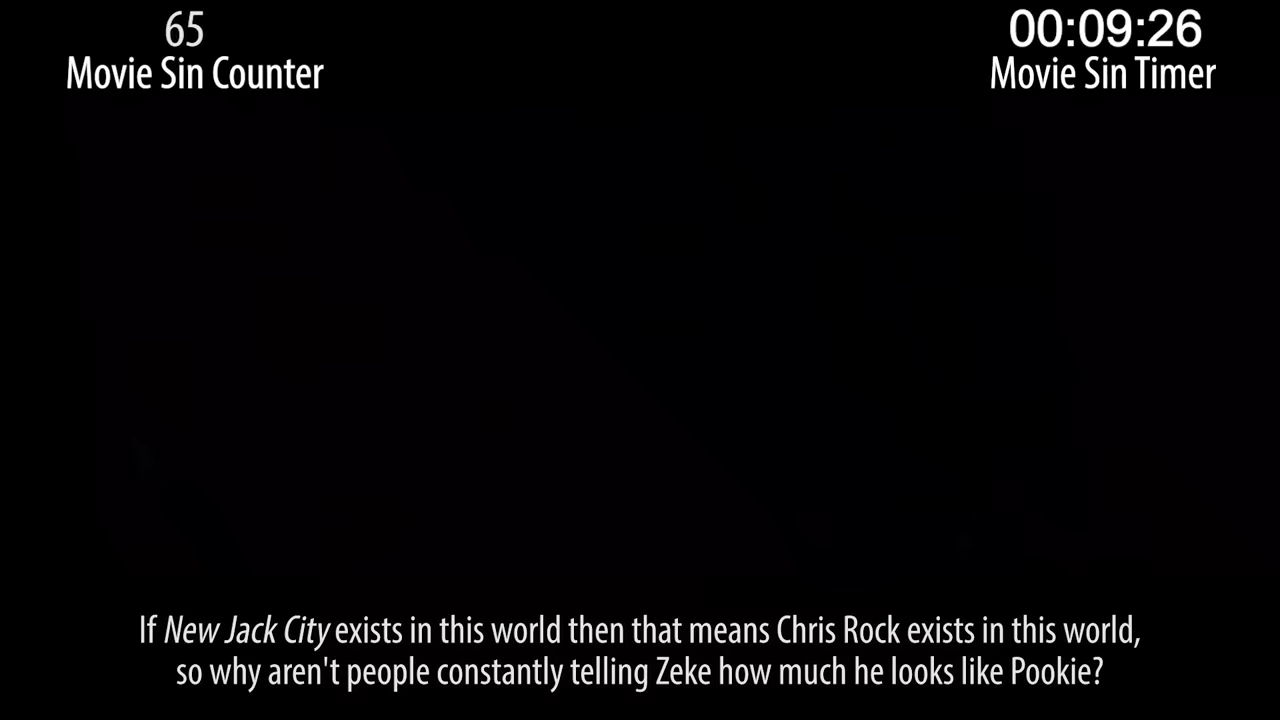 65
Movie Sin Counter
00:09:26
Movie Sin Timer
If New Jack City exists in this world then that means Chris Rock exists in this world,
so why aren't people constantly telling Zeke how much he looks like Pookie?